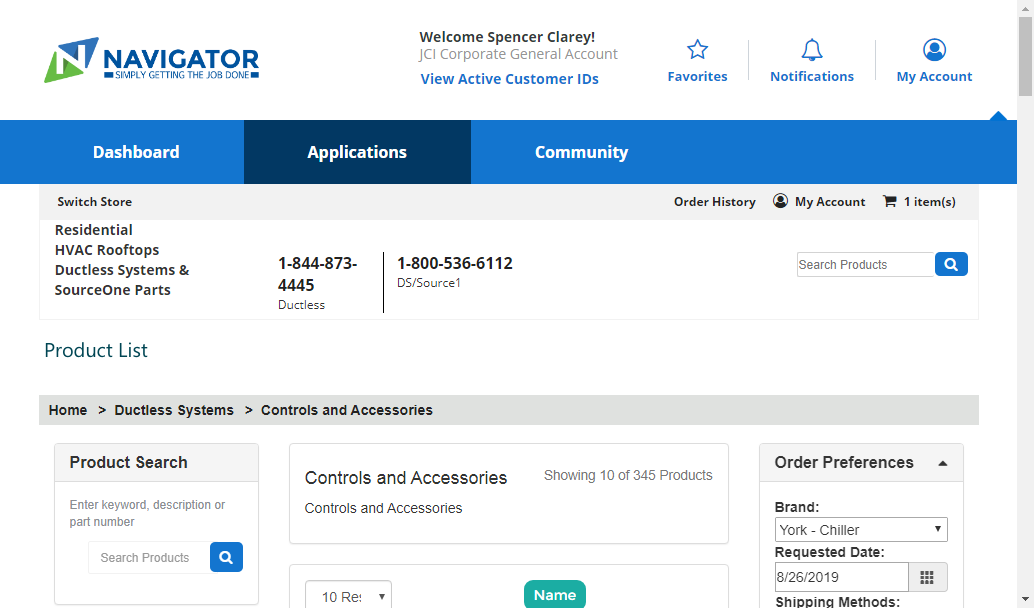 NAVIGATOR
SIMPLY GETTING THE JOB DONE
Welcome Spencer Clarey!
JCI Corporate General Account
View Active Customer IDs
Favorites
Notifications
My Account
Dashboard
Applications
Community
Switch Store
Order History
My Account
1 item(s)
Residential
HVAC Rooftops
Ductless Systems &
SourceOne Parts
1-844-873-
4445
Ductless
1-800-536-6112
DS/Source1
Search Products
Product List
Home > Ductless Systems > Controls and Accessories
Product Search
Enter keyword, description or
part number
Search Products
Controls and Accessories
Showing 10 of 345 Products
Controls and Accessories
10 Res
Name
Order Preferences
Brand:
York - Chiller
Requested Date:
8/26/2019
Shipping Methods: